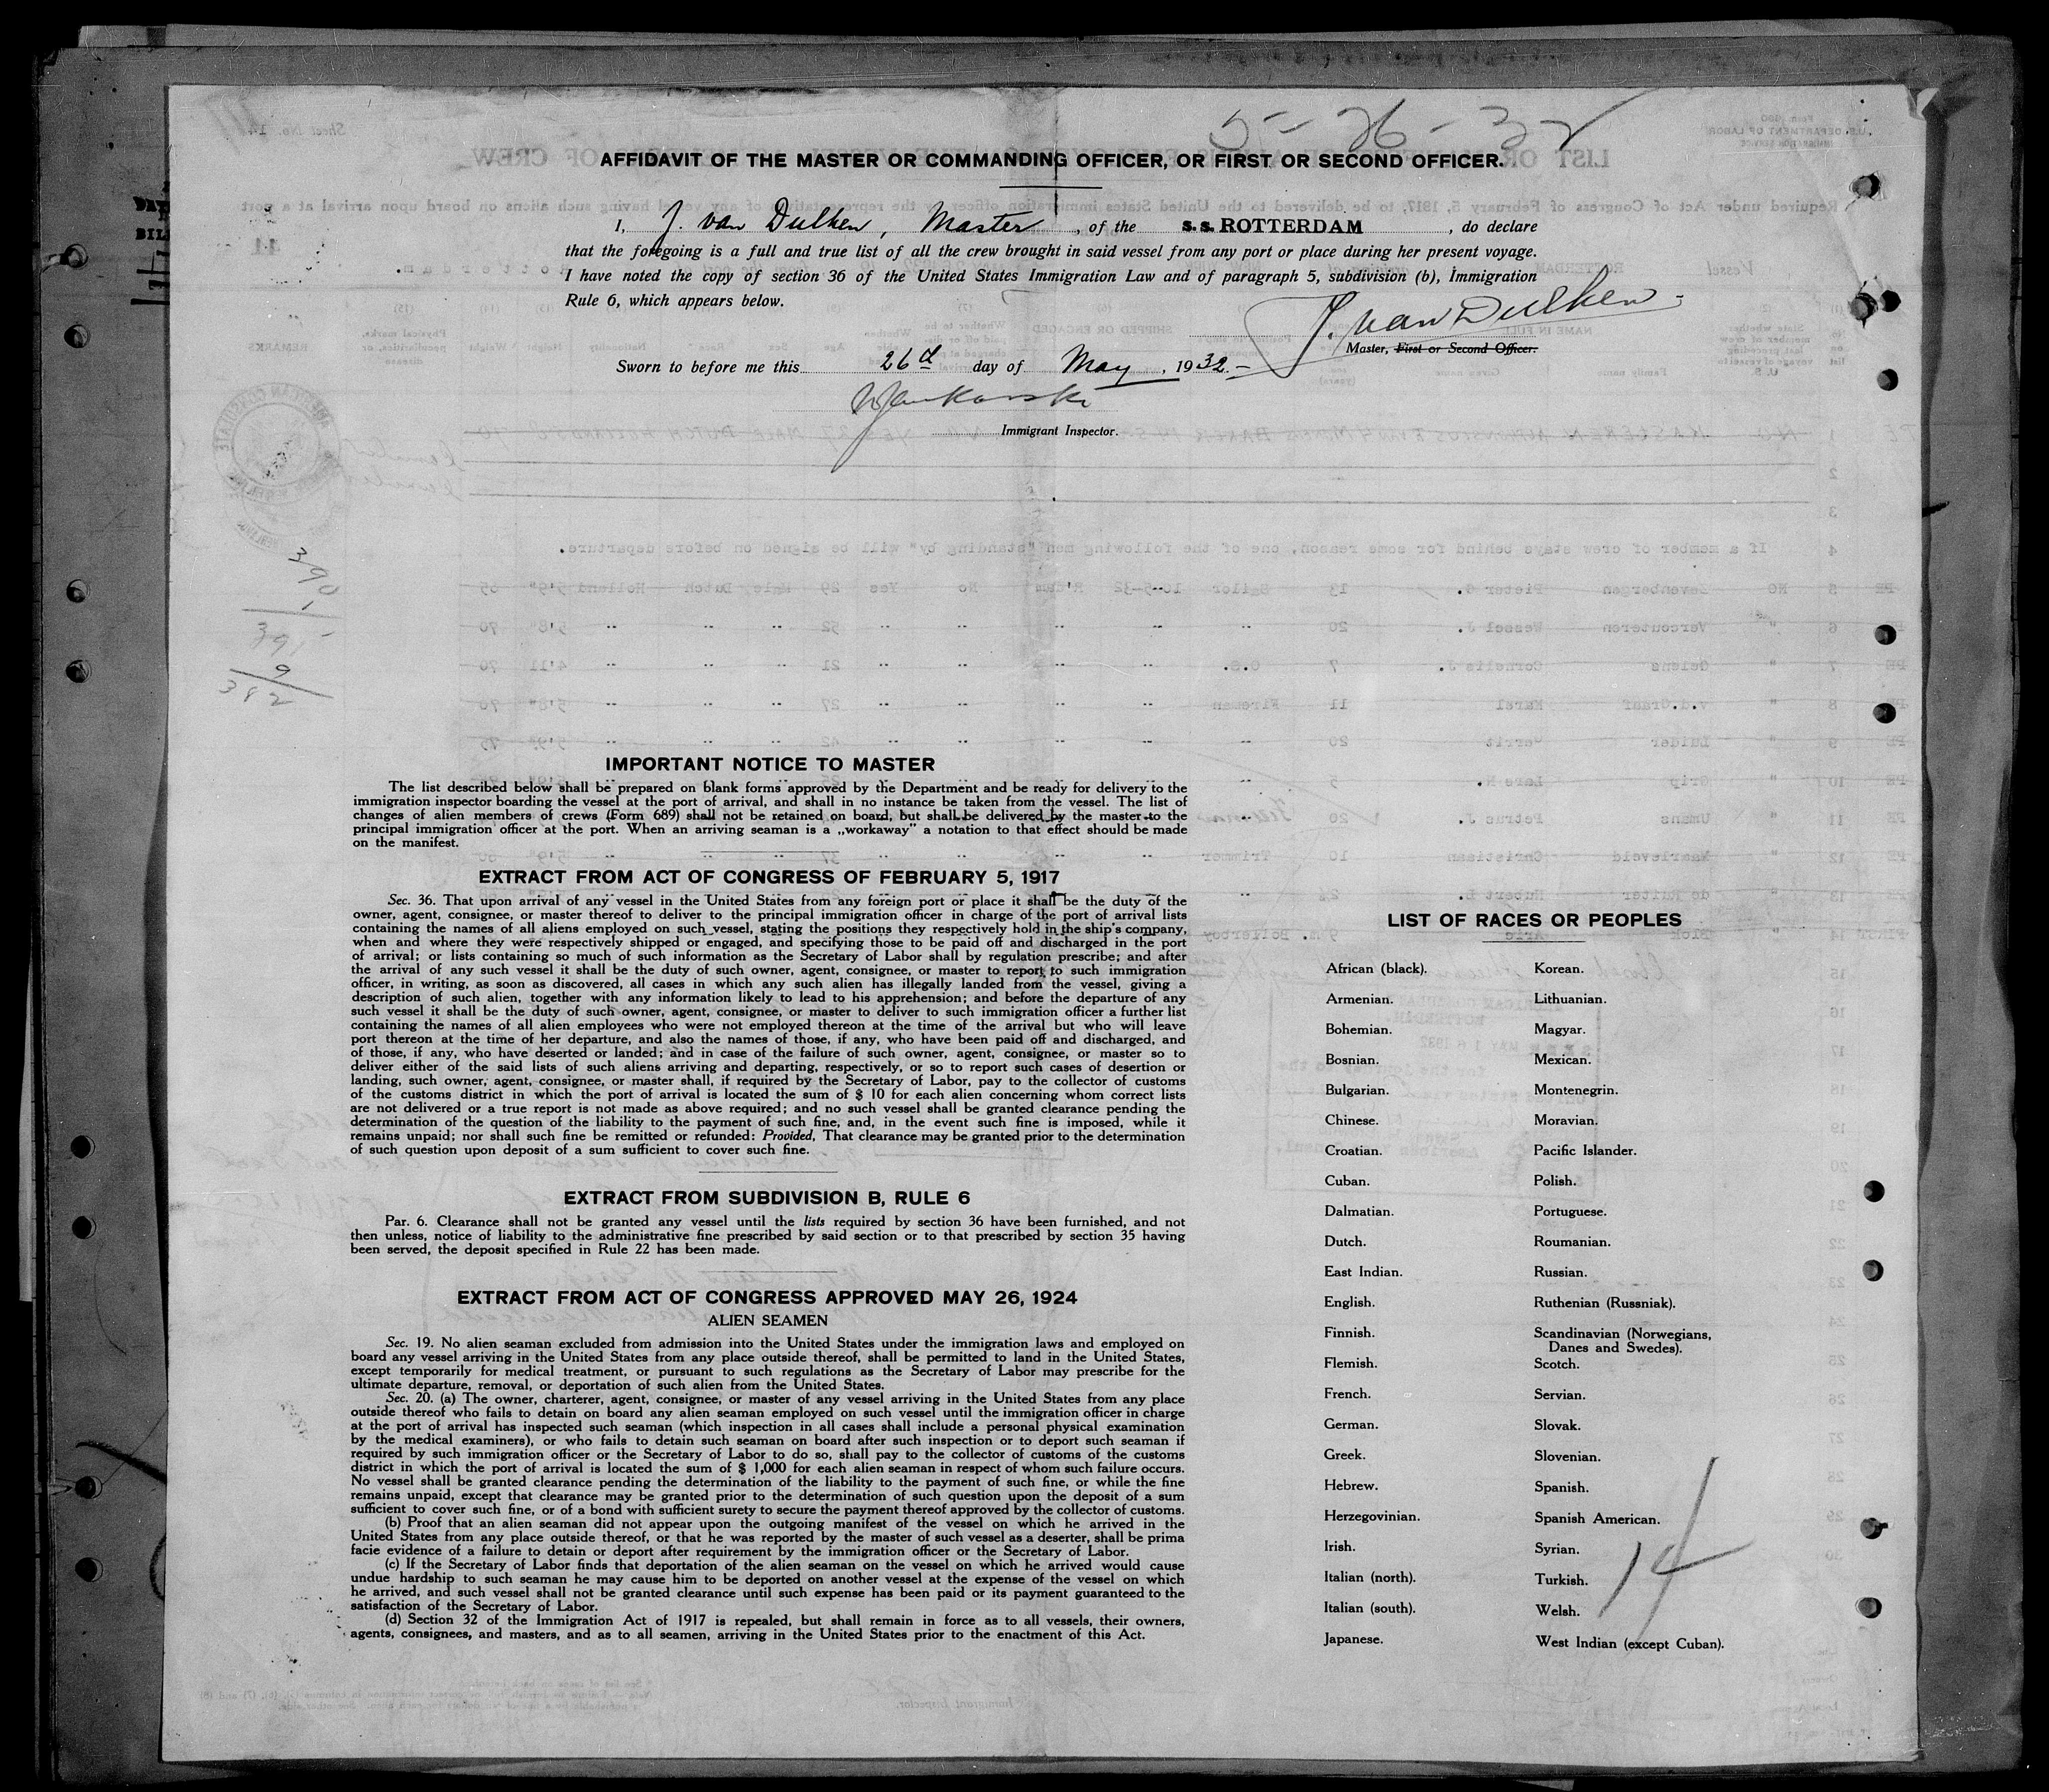 5-26-32
AFFIDAVIT OF THE MASTER OR COMMANDING OFFICER, OR FIRST OR SECOND OFFICER.
I, J. van Dulken, Master, of the S.S. ROTTERDAM, do declare
that the foregoing is a full and true list of all the crew brought in said vessel from any port or place during her present voyage.
I have noted the copy of section 36 of the United States Immigration Law and of paragraph 5, subdivision (b), Immigration
Rule 6, which appears below.
J. van Dulken
Master, First or Second Officer.
Sworn to before me this 26th day of May, 1932.
Immigrant Inspector.
390
1
391
9
382
IMPORTANT NOTICE TO MASTER
The list described below shall be prepared on blank forms approved by the Department and be ready for delivery to the
immigration inspector boarding the vessel at the port of arrival, and shall in no instance be taken from the vessel. The list of
changes of alien members of crews (Form 689) shall not be retained on board, but shall be delivered by the master to the
principal immigration officer at the port. When an arriving seaman is a „workaway" a notation to that effect should be made
on the manifest.
EXTRACT FROM ACT OF CONGRESS OF FEBRUARY 5, 1917
Sec. 36. That upon arrival of any vessel in the United States from any foreign port or place it shall be the duty of the
owner, agent, consignee, or master thereof to deliver to the principal immigration officer in charge of the port of arrival lists
containing the names of all aliens employed on such vessel, stating the positions they respectively hold in the ship's company,
when and where they were respectively shipped or engaged, and specifying those to be paid off and discharged in the port
of arrival; or lists containing so much of such information as the Secretary of Labor shall by regulation prescribe; and after
the arrival of any such vessel it shall be the duty of such owner, agent, consignee, or master to report to such immigration
officer, in writing, as soon as discovered, all cases in which any such alien has illegally landed from the vessel, giving a
description of such alien, together with any information likely to lead to his apprehension; and before the departure of any
such vessel it shall be the duty of such owner, agent, consignee, or master to deliver to such immigration officer a further list
containing the names of all alien employees who were not employed thereon at the time of the arrival but who will leave
port thereon at the time of her departure, and also the names of those, if any, who have been paid off and discharged, and
of those, if any, who have deserted or landed; and in case of the failure of such owner, agent, consignee, or master so to
deliver either of the said lists of such aliens arriving and departing, respectively, or so to report such cases of desertion or
landing, such owner, agent, consignee, or master shall, if required by the Secretary of Labor, pay to the collector of customs
of the customs district in which the port of arrival is located the sum of $ 10 for each alien concerning whom correct lists
are not delivered or a true report is not made as above required; and no such vessel shall be granted clearance pending the
determination of the question of the liability to the payment of such fine, and, in the event such fine is imposed, while it
remains unpaid; nor shall such fine be remitted or refunded: Provided, That clearance may be granted prior to the determination
of such question upon deposit of a sum sufficient to cover such fine.
EXTRACT FROM SUBDIVISION B, RULE 6
Par. 6. Clearance shall not be granted any vessel until the lists required by section 36 have been furnished, and not
then unless, notice of liability to the administrative fine prescribed by said section or to that prescribed by section 35 having
been served, the deposit specified in Rule 22 has been made.
EXTRACT FROM ACT OF CONGRESS APPROVED MAY 26, 1924
ALIEN SEAMEN
Sec. 19. No alien seaman excluded from admission into the United States under the immigration laws and employed on
board any vessel arriving in the United States from any place outside thereof, shall be permitted to land in the United States,
except temporarily for medical treatment, or pursuant to such regulations as the Secretary of Labor may prescribe for the
ultimate departure, removal, or deportation of such alien from the United States.
Sec. 20. (a) The owner, charterer, agent, consignee, or master of any vessel arriving in the United States from any place
outside thereof who fails to detain on board any alien seaman employed on such vessel until the immigration officer in charge
at the port of arrival has inspected such seaman (which inspection in all cases shall include a personal physical examination
by the medical examiners), or who fails to detain such seaman on board after such inspection or to deport such seaman if
required by such immigration officer or the Secretary of Labor to do so, shall pay to the collector of customs of the customs
district in which the port of arrival is located the sum of $ 1,000 for each alien seaman in respect of whom such failure occurs.
No vessel shall be granted clearance pending the determination of the liability to the payment of such fine, or while the fine
remains unpaid, except that clearance may be granted prior to the determination of such question upon the deposit of a sum
sufficient to cover such fine, or of a bond with sufficient surety to secure the payment thereof approved by the collector of customs.
(b) Proof that an alien seaman did not appear upon the outgoing manifest of the vessel on which he arrived in the
United States from any place outside thereof, or that he was reported by the master of such vessel as a deserter, shall be prima
facie evidence of a failure to detain or deport after requirement by the immigration officer or the Secretary of Labor.
(c) If the Secretary of Labor finds that deportation of the alien seaman on the vessel on which he arrived would cause
undue hardship to such seaman he may cause him to be deported on another vessel at the expense of the vessel on which
he arrived, and such vessel shall not be granted clearance until such expense has been paid or its payment guaranteed to the
satisfaction of the Secretary of Labor.
(d) Section 32 of the Immigration Act of 1917 is repealed, but shall remain in force as to all vessels, their owners,
agents, consignees, and masters, and as to all seamen, arriving in the United States prior to the enactment of this Act.
LIST OF RACES OR PEOPLES
African (black).
Armenian.
Bohemian.
Bosnian.
Bulgarian.
Chinese.
Croatian.
Cuban.
Dalmatian.
Dutch.
East Indian.
English.
Finnish.
Flemish.
French.
German.
Greek.
Hebrew.
Herzegovinian.
Irish.
Italian (north).
Italian (south).
Japanese.
Korean.
Lithuanian.
Magyar.
Mexican.
Montenegrin.
Moravian.
Pacific Islander.
Polish.
Portuguese.
Roumanian.
Russian.
Ruthenian (Russniak).
Scandinavian (Norwegians,
Danes and Swedes).
Scotch.
Servian.
Slovak.
Slovenian.
Spanish.
Spanish American.
Syrian.
Turkish.
Welsh.
West Indian (except Cuban).
14